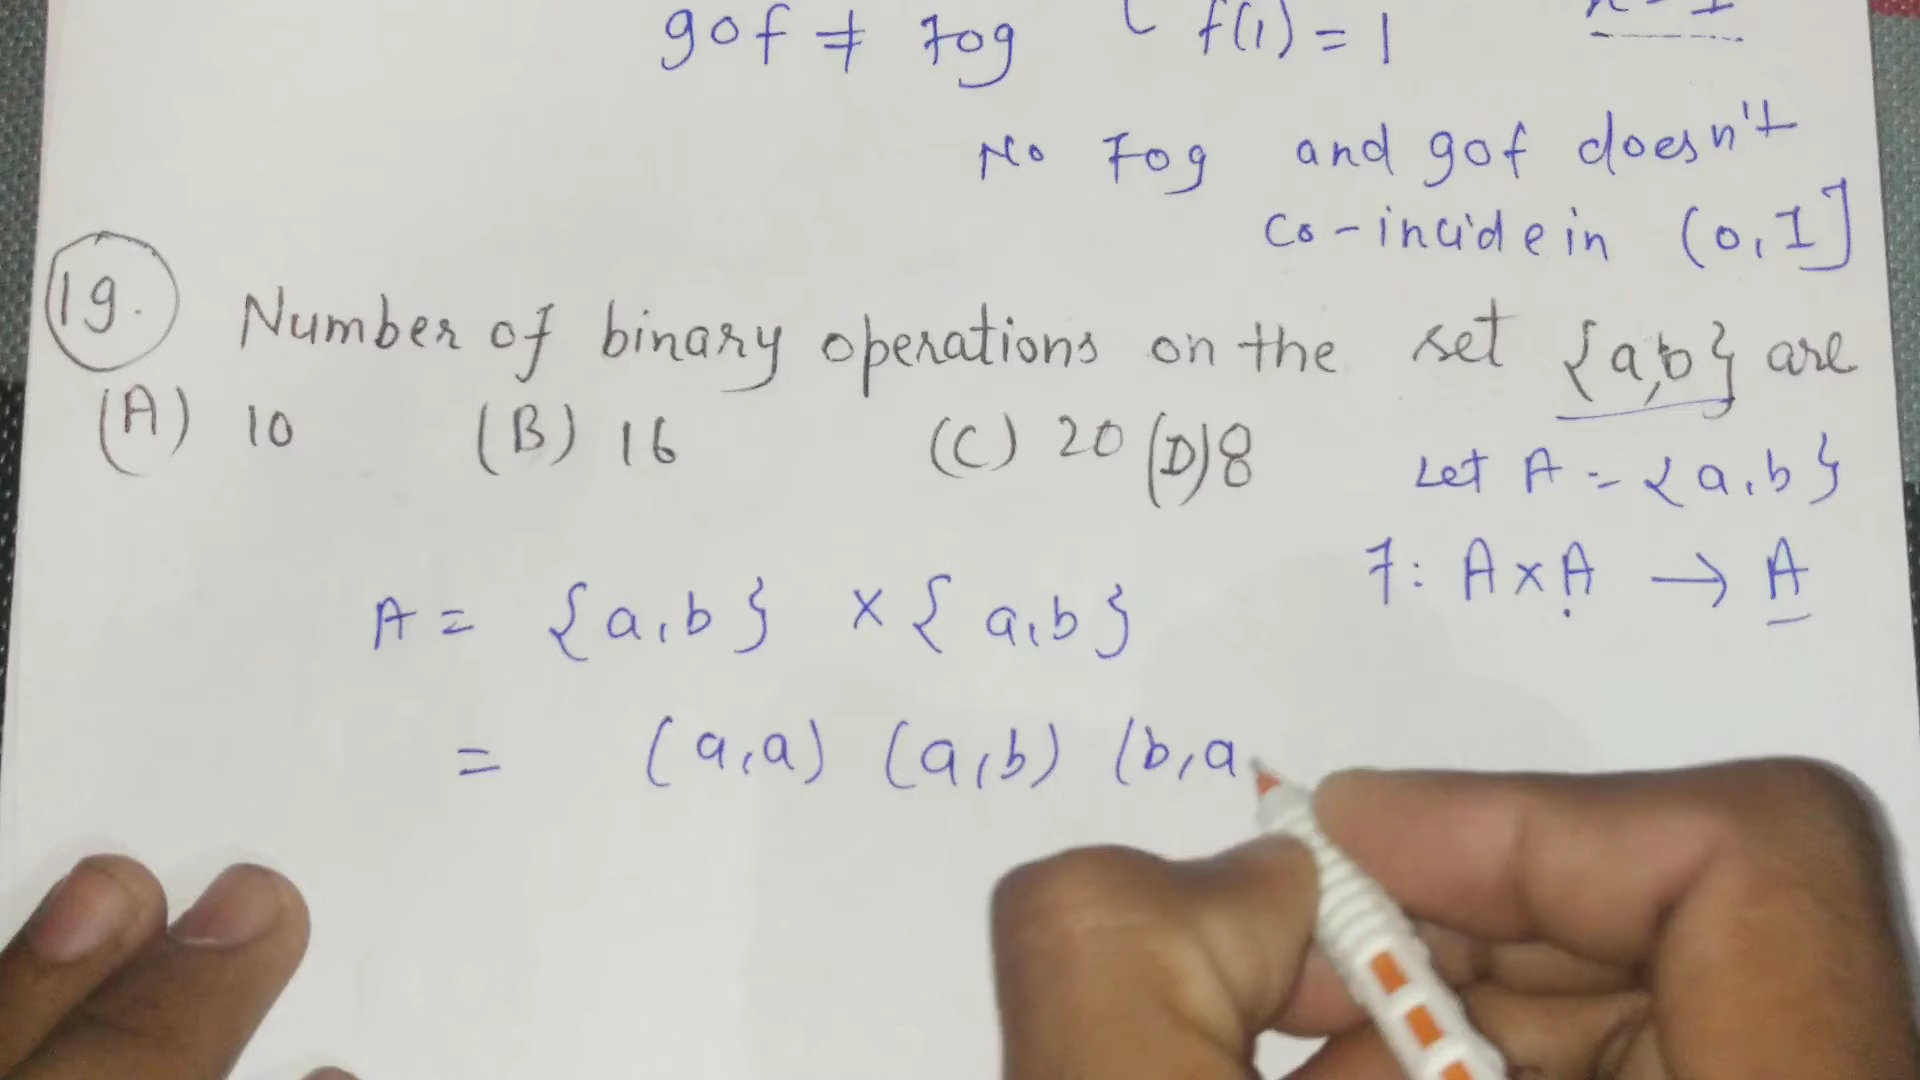 gof ≠ fog f(1) = 1
No fog and gof doesn't
co-incide in (0,1]
19. Number of binary operations on the set {a,b} are
(A) 10 (B) 16 (C) 20 (D) 8
Let A = {a,b}
f: A×A → A
A = {a,b} × {a,b}
= (a,a) (a,b) (b,a